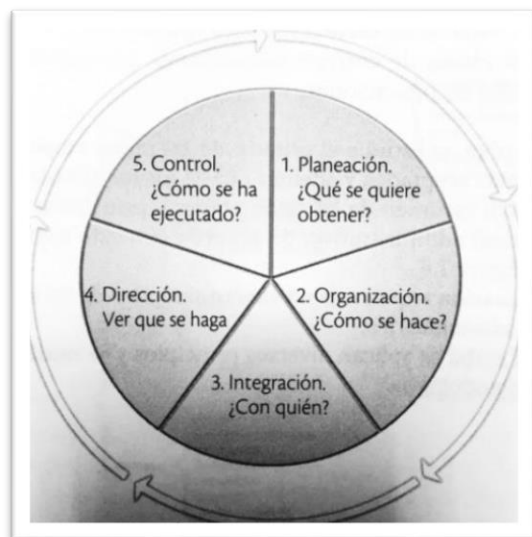 1. Planeación.
¿Qué se quiere
obtener?
2. Organización.
¿Cómo se hace?
3. Integración.
¿Con quién?
4. Dirección.
Ver que se haga
5. Control.
¿Cómo se ha
ejecutado?